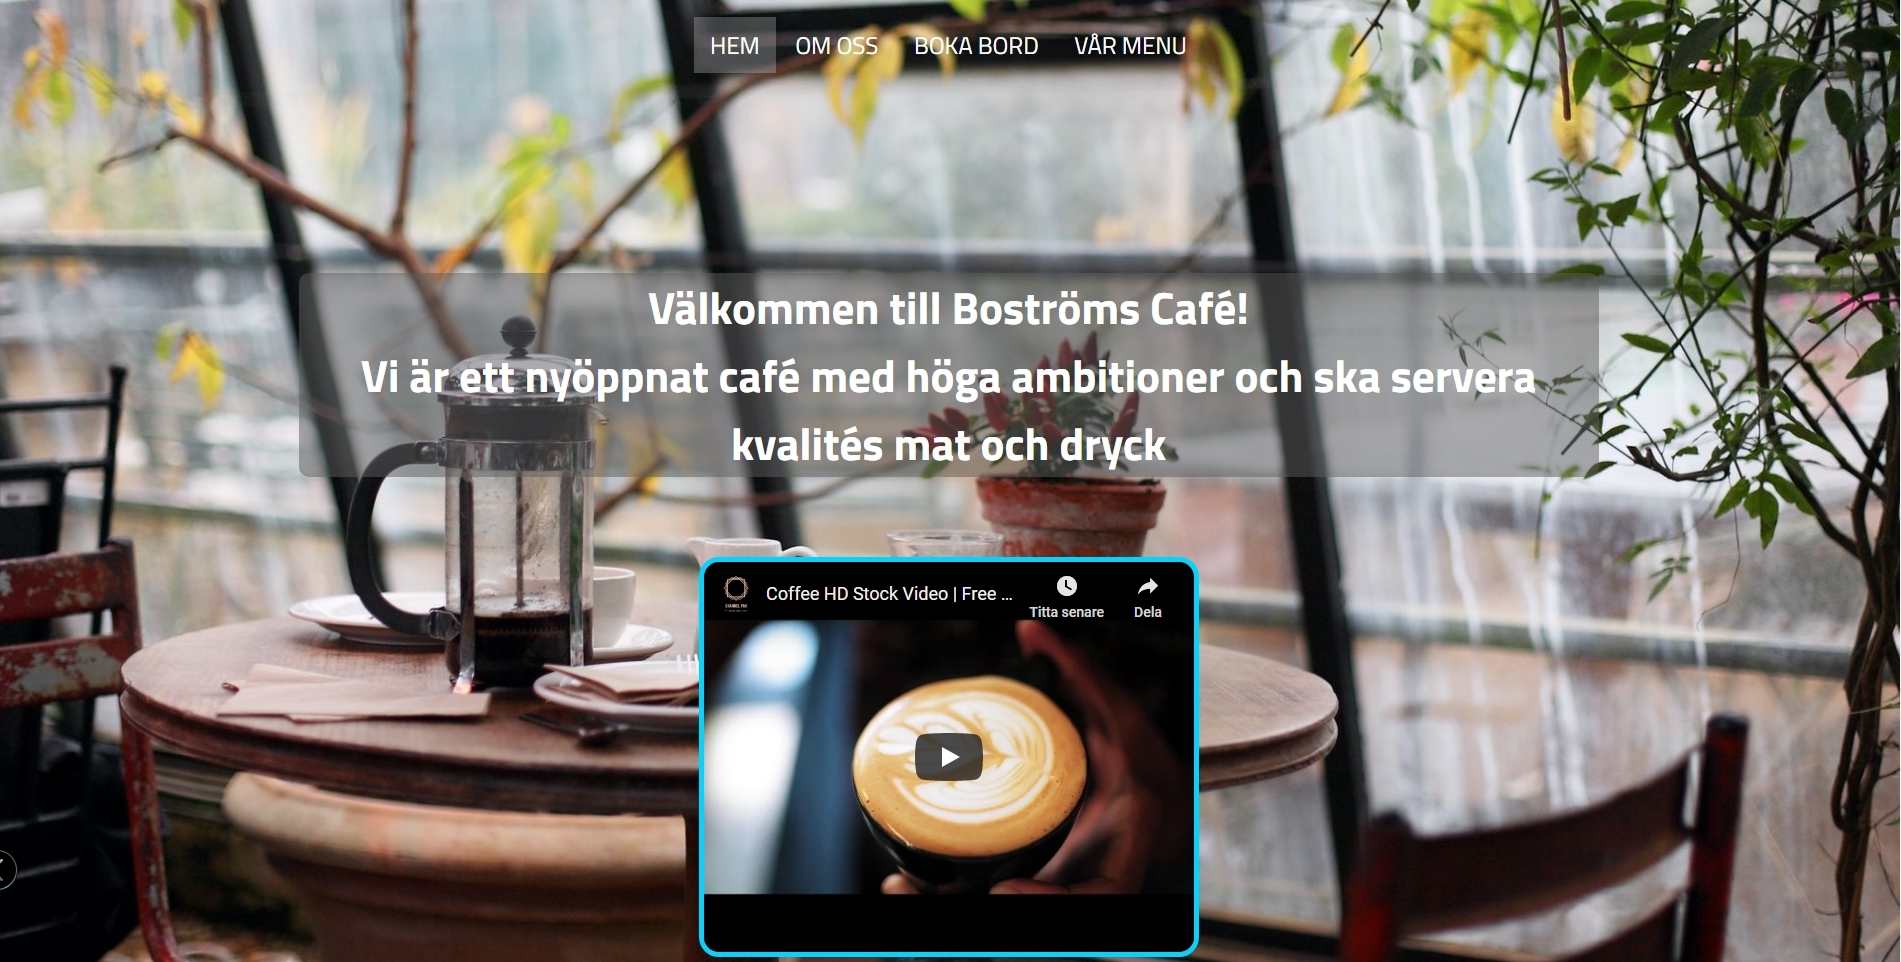 HEM OM OSS BOKA BORD VÅR MENU
Välkommen till Boströms Café!
Vi är ett nyöppnat café med höga ambitioner och ska servera
kvalités mat och dryck
Coffee HD Stock Video | Free ...
Titta senare Dela